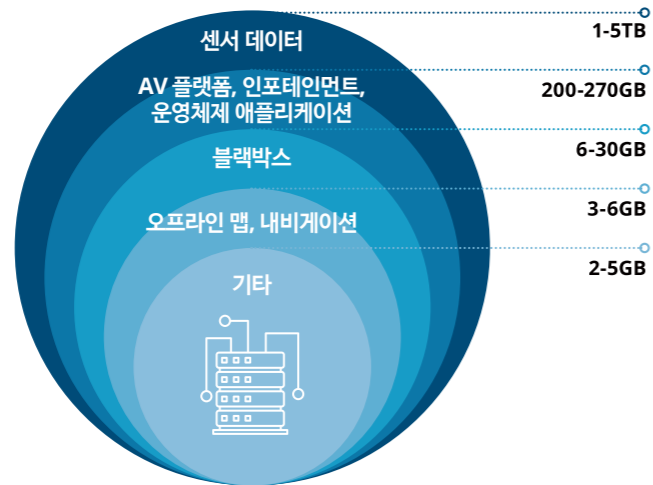 센서 데이터
1-5TB
AV 플랫폼, 인포테인먼트,
운영체제 애플리케이션
200-270GB
블랙박스
6-30GB
오프라인 맵, 내비게이션
3-6GB
기타
2-5GB